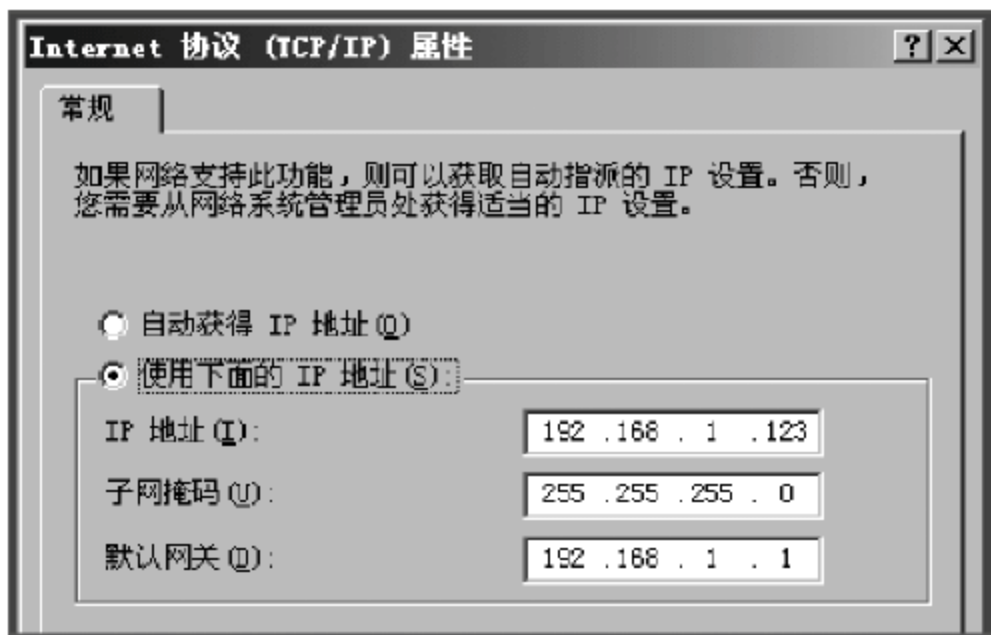 Internet 协议 (TCP/IP) 属性
常规
如果网络支持此功能，则可以获取自动指派的 IP 设置。否则，
您需要从网络系统管理员处获得适当的 IP 设置。
自动获得 IP 地址(O)
使用下面的 IP 地址(S):
IP 地址(I): 192 .168 . 1 .123
子网掩码(U): 255 .255 .255 . 0
默认网关(D): 192 .168 . 1 . 1